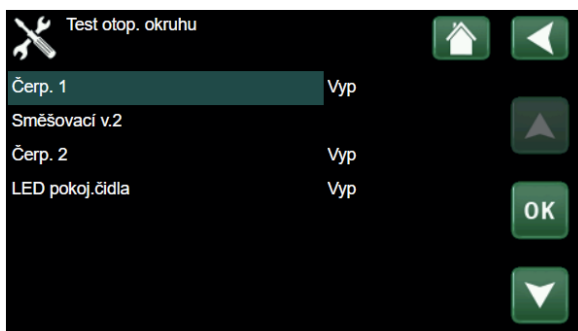 Test otop. okruhu
Čerp. 1 Vyp
Směšovací v.2
Čerp. 2 Vyp
LED pokoj.čidla Vyp
OK